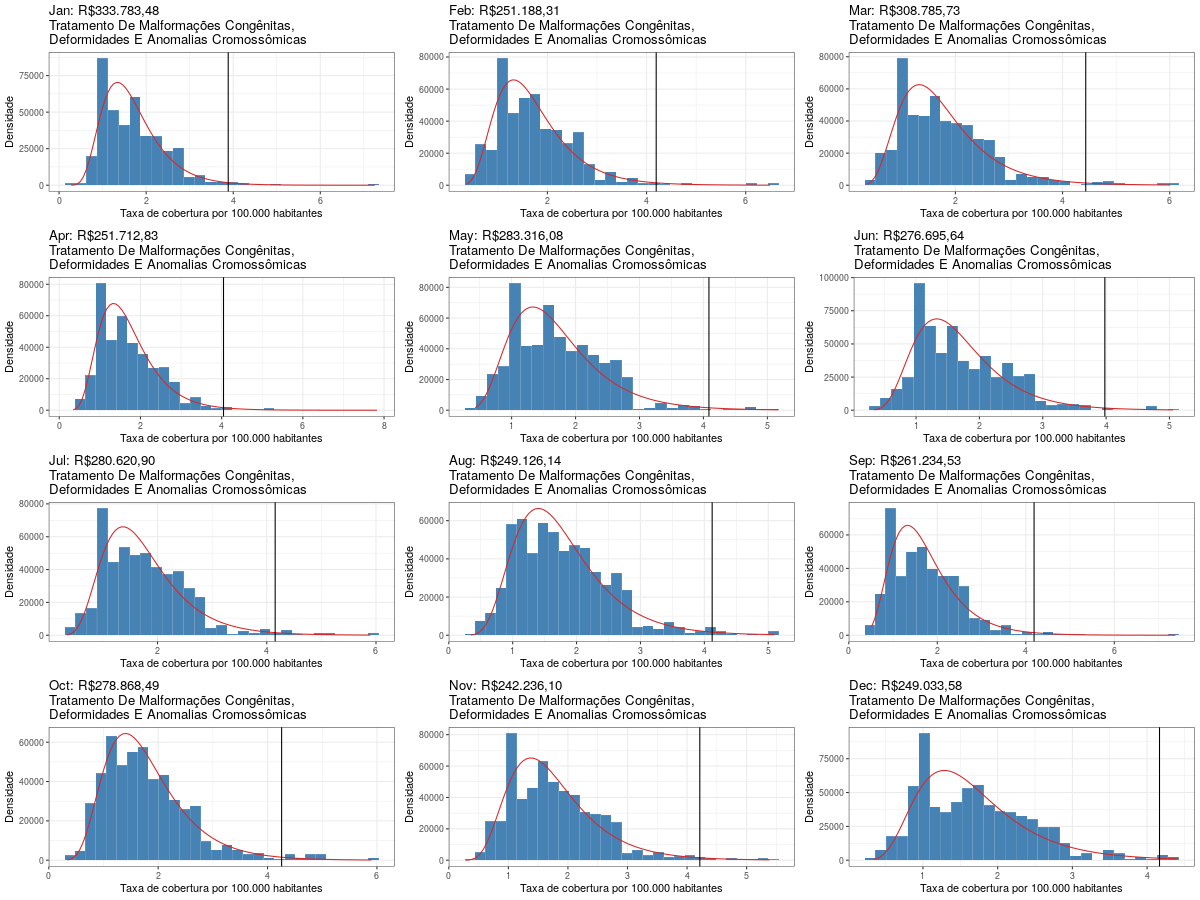 Jan: R$333.783,48
Tratamento De Malformações Congênitas,
Deformidades E Anomalias Cromossômicas
Densidade
75000
50000
25000
0
0 2 4 6
Taxa de cobertura por 100.000 habitantes
Feb: R$251.188,31
Tratamento De Malformações Congênitas,
Deformidades E Anomalias Cromossômicas
Densidade
80000
60000
40000
20000
0
2 4 6
Taxa de cobertura por 100.000 habitantes
Mar: R$308.785,73
Tratamento De Malformações Congênitas,
Deformidades E Anomalias Cromossômicas
Densidade
80000
60000
40000
20000
0
2 4 6
Taxa de cobertura por 100.000 habitantes
Apr: R$251.712,83
Tratamento De Malformações Congênitas,
Deformidades E Anomalias Cromossômicas
Densidade
80000
60000
40000
20000
0
0 2 4 6 8
Taxa de cobertura por 100.000 habitantes
May: R$283.316,08
Tratamento De Malformações Congênitas,
Deformidades E Anomalias Cromossômicas
Densidade
80000
60000
40000
20000
0
1 2 3 4 5
Taxa de cobertura por 100.000 habitantes
Jun: R$276.695,64
Tratamento De Malformações Congênitas,
Deformidades E Anomalias Cromossômicas
Densidade
100000
75000
50000
25000
0
1 2 3 4 5
Taxa de cobertura por 100.000 habitantes
Jul: R$280.620,90
Tratamento De Malformações Congênitas,
Deformidades E Anomalias Cromossômicas
Densidade
80000
60000
40000
20000
0
2 4 6
Taxa de cobertura por 100.000 habitantes
Aug: R$249.126,14
Tratamento De Malformações Congênitas,
Deformidades E Anomalias Cromossômicas
Densidade
60000
40000
20000
0
0 1 2 3 4 5
Taxa de cobertura por 100.000 habitantes
Sep: R$261.234,53
Tratamento De Malformações Congênitas,
Deformidades E Anomalias Cromossômicas
Densidade
60000
40000
20000
0
0 2 4 6
Taxa de cobertura por 100.000 habitantes
Oct: R$278.868,49
Tratamento De Malformações Congênitas,
Deformidades E Anomalias Cromossômicas
Densidade
60000
40000
20000
0
0 2 4 6
Taxa de cobertura por 100.000 habitantes
Nov: R$242.236,10
Tratamento De Malformações Congênitas,
Deformidades E Anomalias Cromossômicas
Densidade
80000
60000
40000
20000
0
0 1 2 3 4 5
Taxa de cobertura por 100.000 habitantes
Dec: R$249.033,58
Tratamento De Malformações Congênitas,
Deformidades E Anomalias Cromossômicas
Densidade
75000
50000
25000
0
1 2 3 4
Taxa de cobertura por 100.000 habitantes